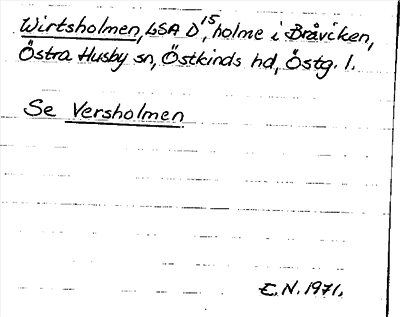 Wirtsholmen, LSA D¹⁵, holme i Bråviken,
Östra Husby sn, Östkinds hd, Östg. l.
Se Versholmen
E.N. 1971.